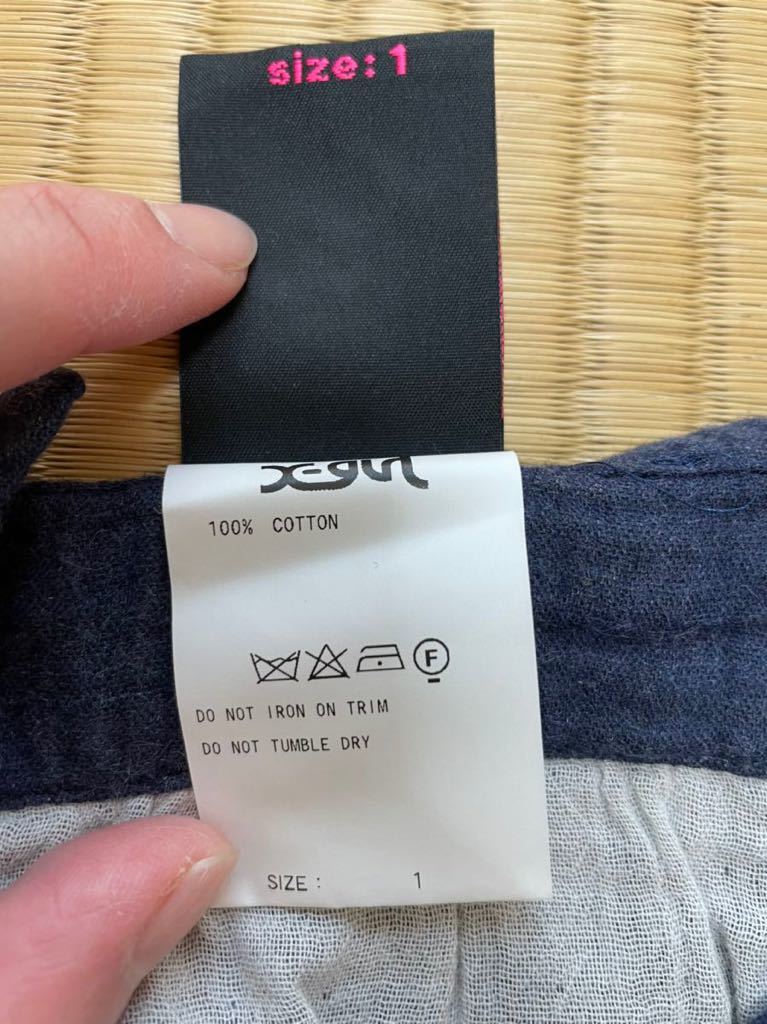 size:1
X-girl
100% COTTON
F
DO NOT IRON ON TRIM
DO NOT TUMBLE DRY
SIZE : 1